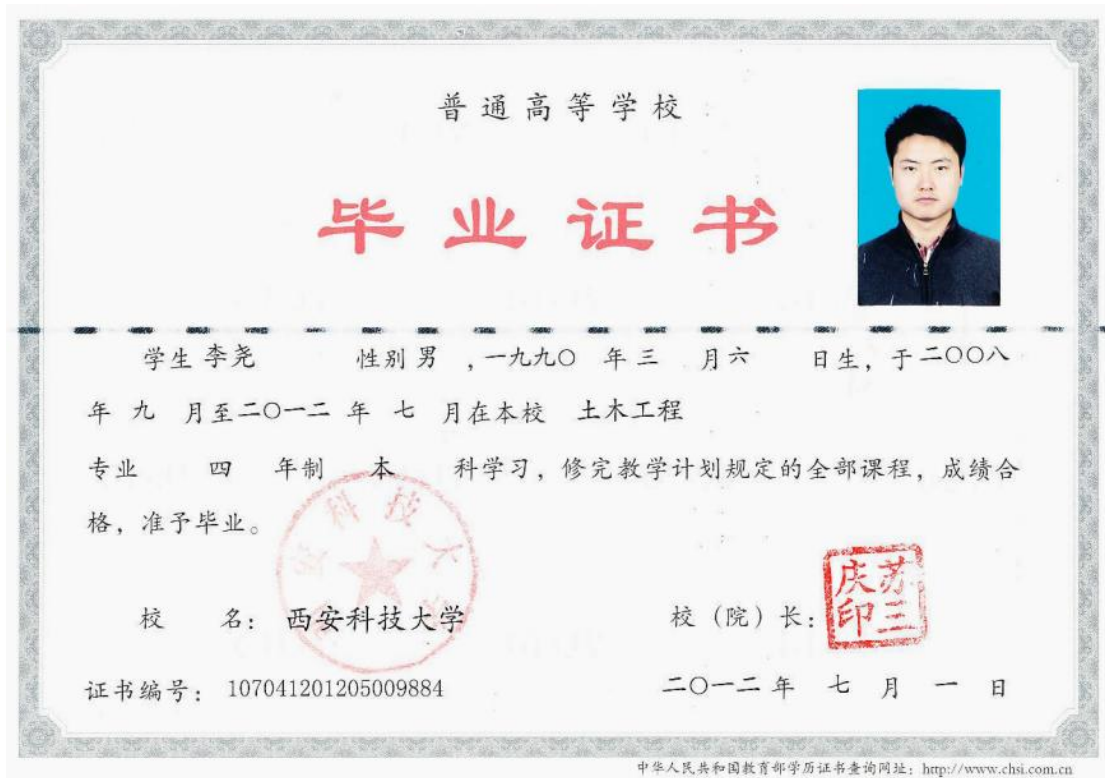 普通高等学校
毕业证书
学生 李尧 性别 男 ，一九九〇 年 三 月 六 日生，于 二〇〇八
年 九 月至 二〇一二 年 七 月在本校 土木工程
专业 四 年制 本 科学习，修完教学计划规定的全部课程，成绩合
格，准予毕业。
西安科技大学
校 名：西安科技大学 校（院）长：
苏三庆印
证书编号：107041201205009884 二〇一二 年 七 月 一 日
中华人民共和国教育部学历证书查询网址：http://www.chsi.com.cn